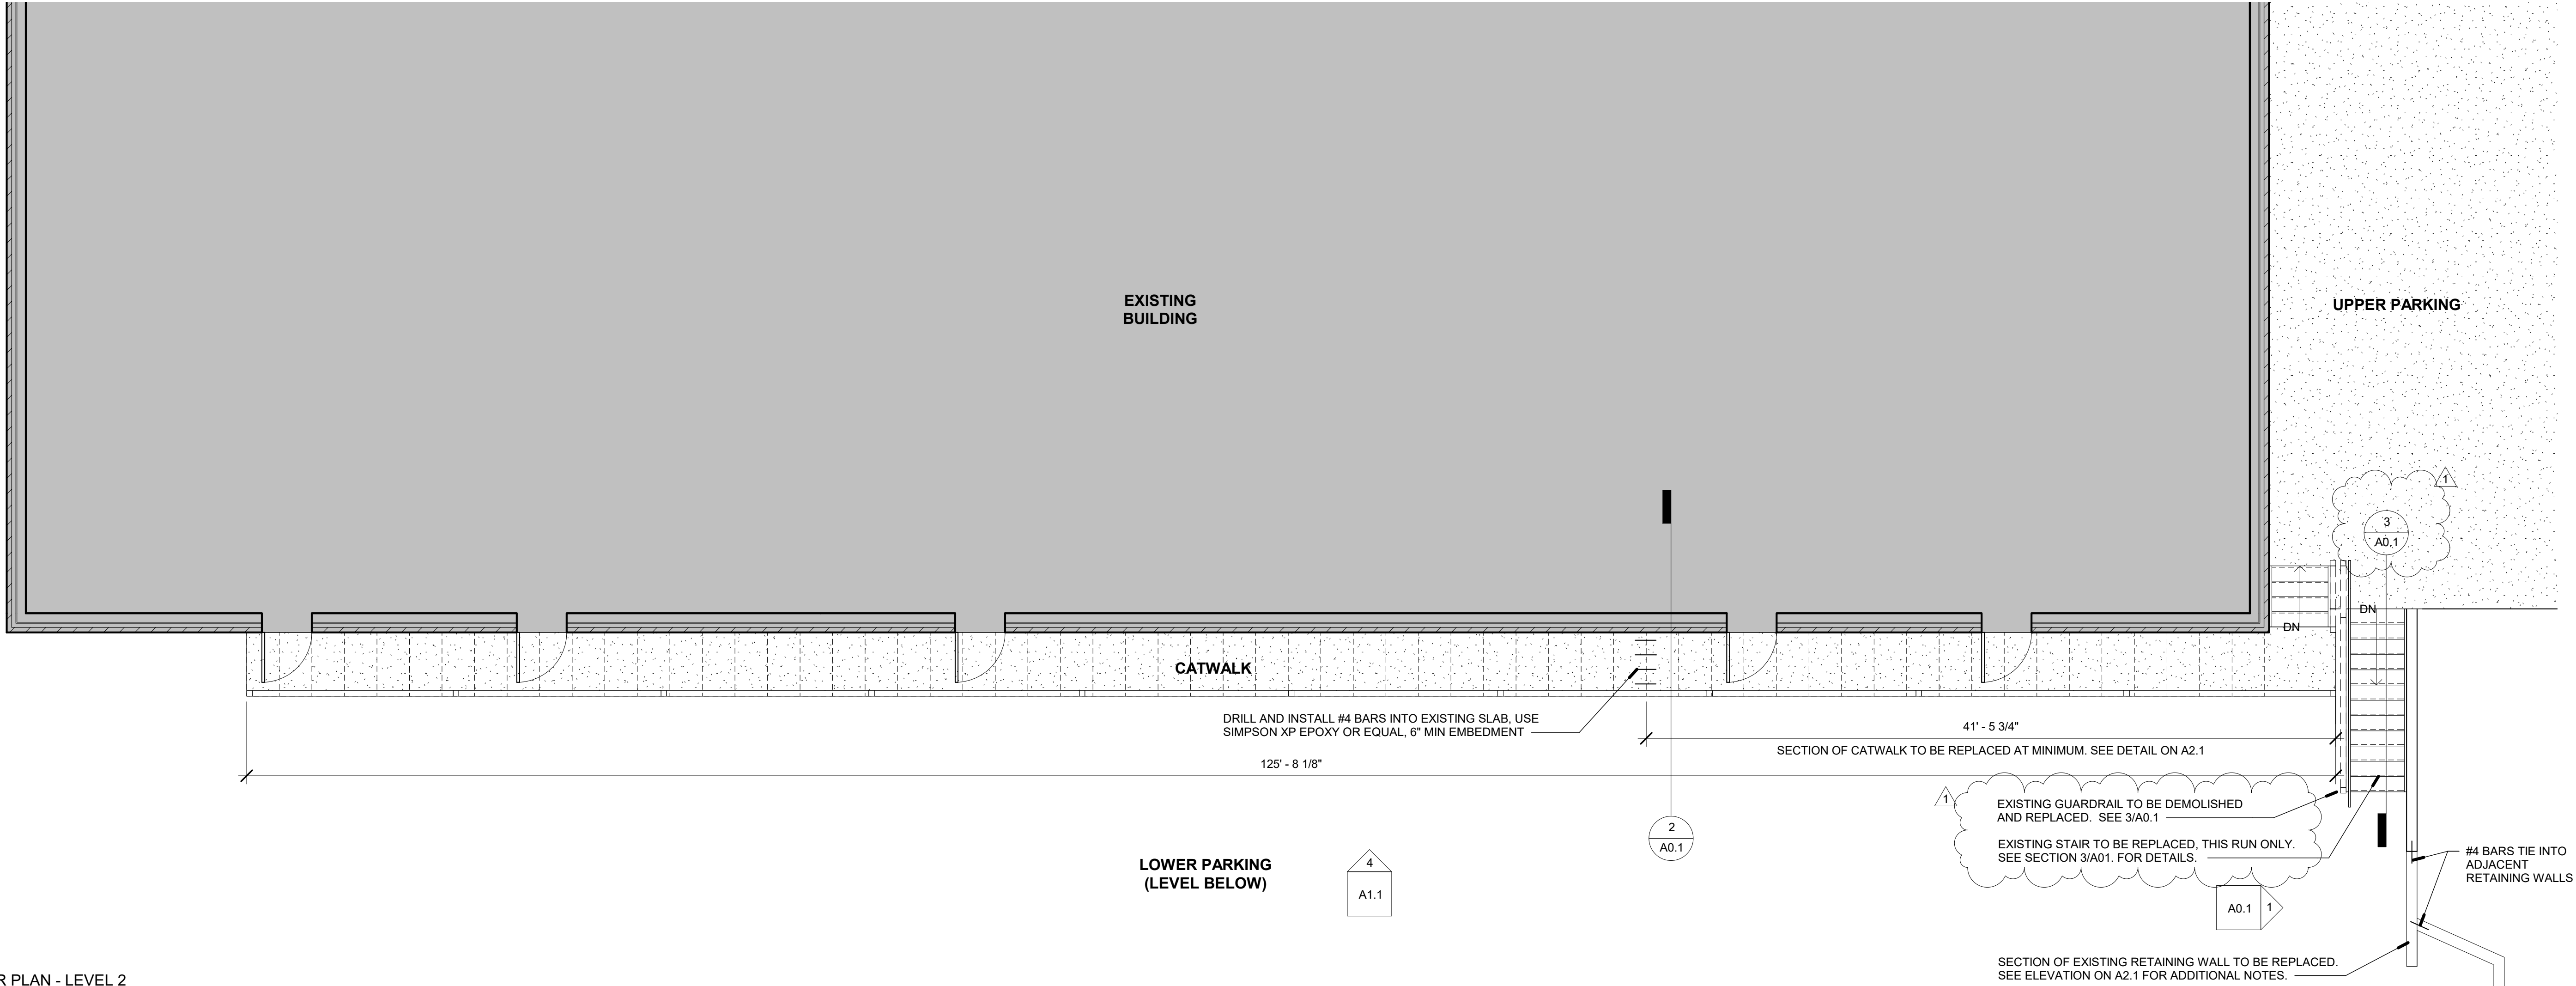 EXISTING
BUILDING
UPPER PARKING
1
3
A0.1
DN
DN
CATWALK
DRILL AND INSTALL #4 BARS INTO EXISTING SLAB, USE
SIMPSON XP EPOXY OR EQUAL, 6" MIN EMBEDMENT
41' - 5 3/4"
SECTION OF CATWALK TO BE REPLACED AT MINIMUM. SEE DETAIL ON A2.1
125' - 8 1/8"
1
EXISTING GUARDRAIL TO BE DEMOLISHED
AND REPLACED. SEE 3/A0.1
EXISTING STAIR TO BE REPLACED, THIS RUN ONLY.
SEE SECTION 3/A01. FOR DETAILS.
2
A0.1
LOWER PARKING
(LEVEL BELOW)
4
A1.1
#4 BARS TIE INTO
ADJACENT
RETAINING WALLS
A0.1 1
SECTION OF EXISTING RETAINING WALL TO BE REPLACED.
SEE ELEVATION ON A2.1 FOR ADDITIONAL NOTES.
R PLAN - LEVEL 2